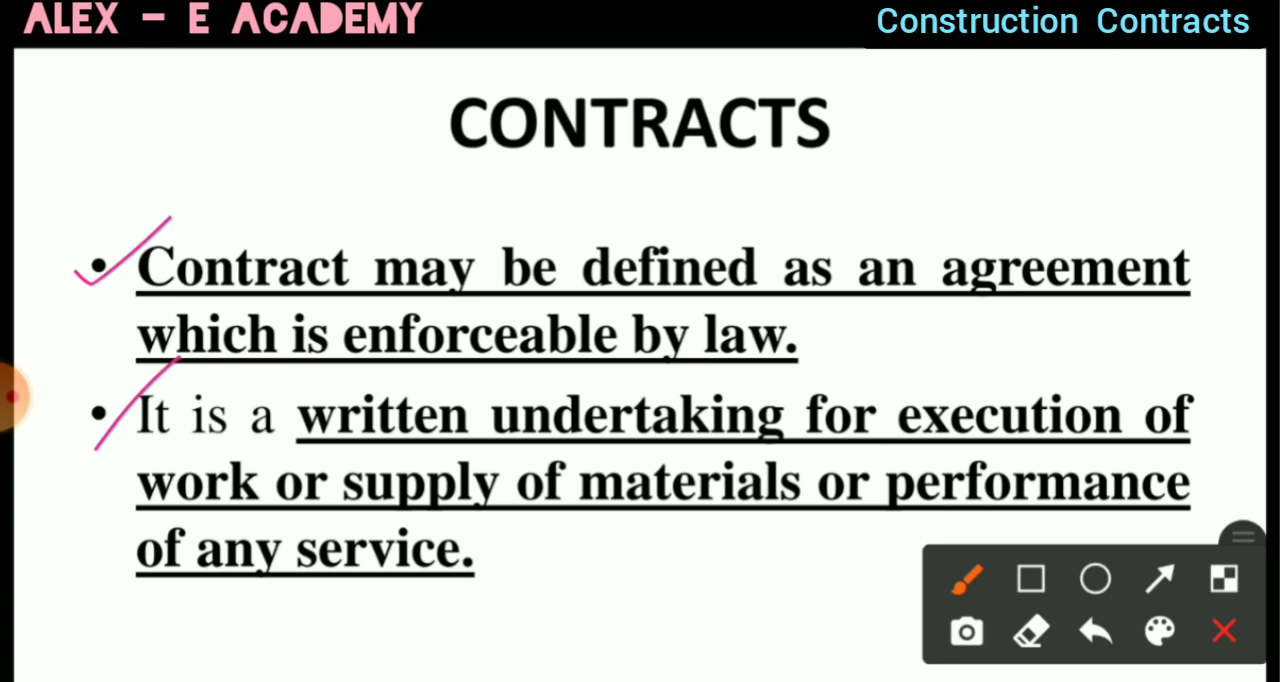 ALEX - E ACADEMY
Construction Contracts
CONTRACTS
• Contract may be defined as an agreement
which is enforceable by law.
• It is a written undertaking for execution of
work or supply of materials or performance
of any service.